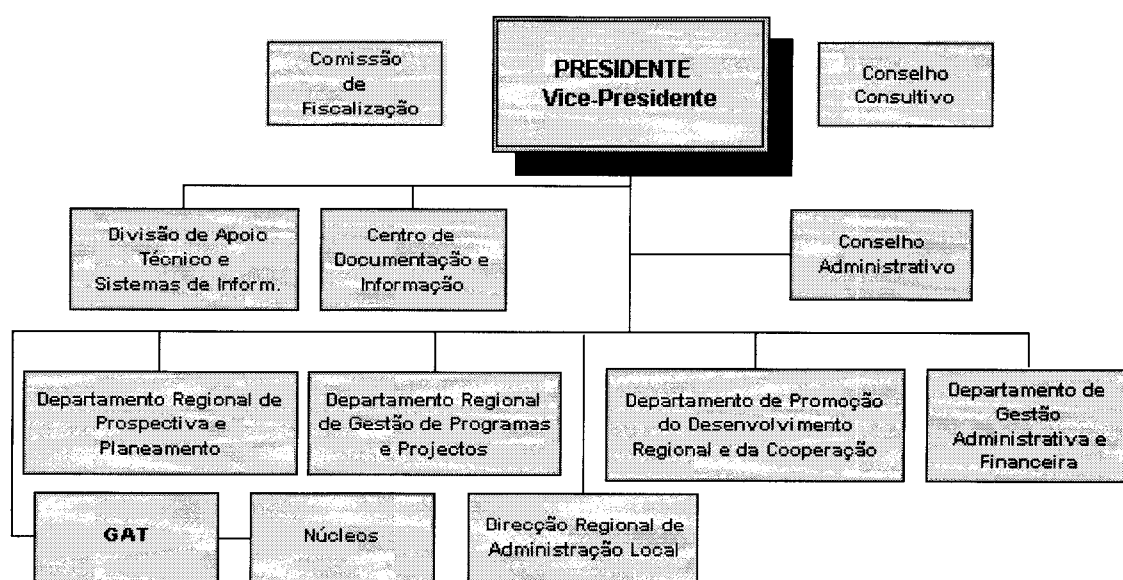 Comissão
de
Fiscalização
PRESIDENTE
Vice-Presidente
Conselho
Consultivo
Divisão de Apoio
Técnico e
Sistemas de Inform.
Centro de
Documentação e
Informação
Conselho
Administrativo
Departamento Regional de
Prospectiva e
Planeamento
Departamento Regional
de Gestão de Programas
e Projectos
Departamento de Promoção
do Desenvolvimento
Regional e da Cooperação
Departamento de
Gestão
Administrativa e
Financeira
GAT
Núcleos
Direcção Regional de
Administração Local